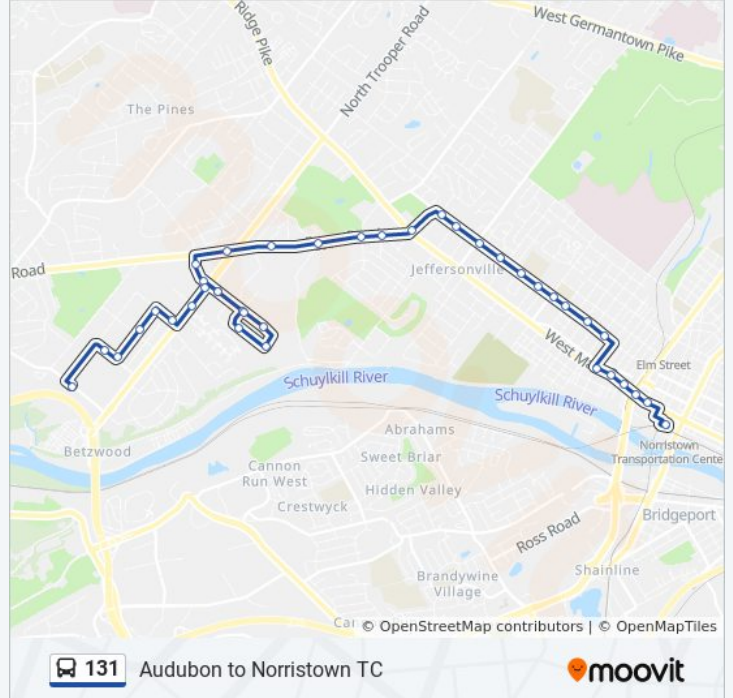 Ridge Pike
North Trooper Road
West Germantown Pike
The Pines
Road
Jeffersonville
West M
Elm Street
Schuylkill River
Schuylkill River
Abrahams
Norristown
Transportation Cente
Betzwood
Sweet Briar
Cannon
Run West
Hidden Valley
Crestwyck
Bridgeport
Ross Road
Shainline
Brandywine
Village
Ca
© OpenStreetMap contributors | © OpenMapTiles
131 Audubon to Norristown TC
moovit